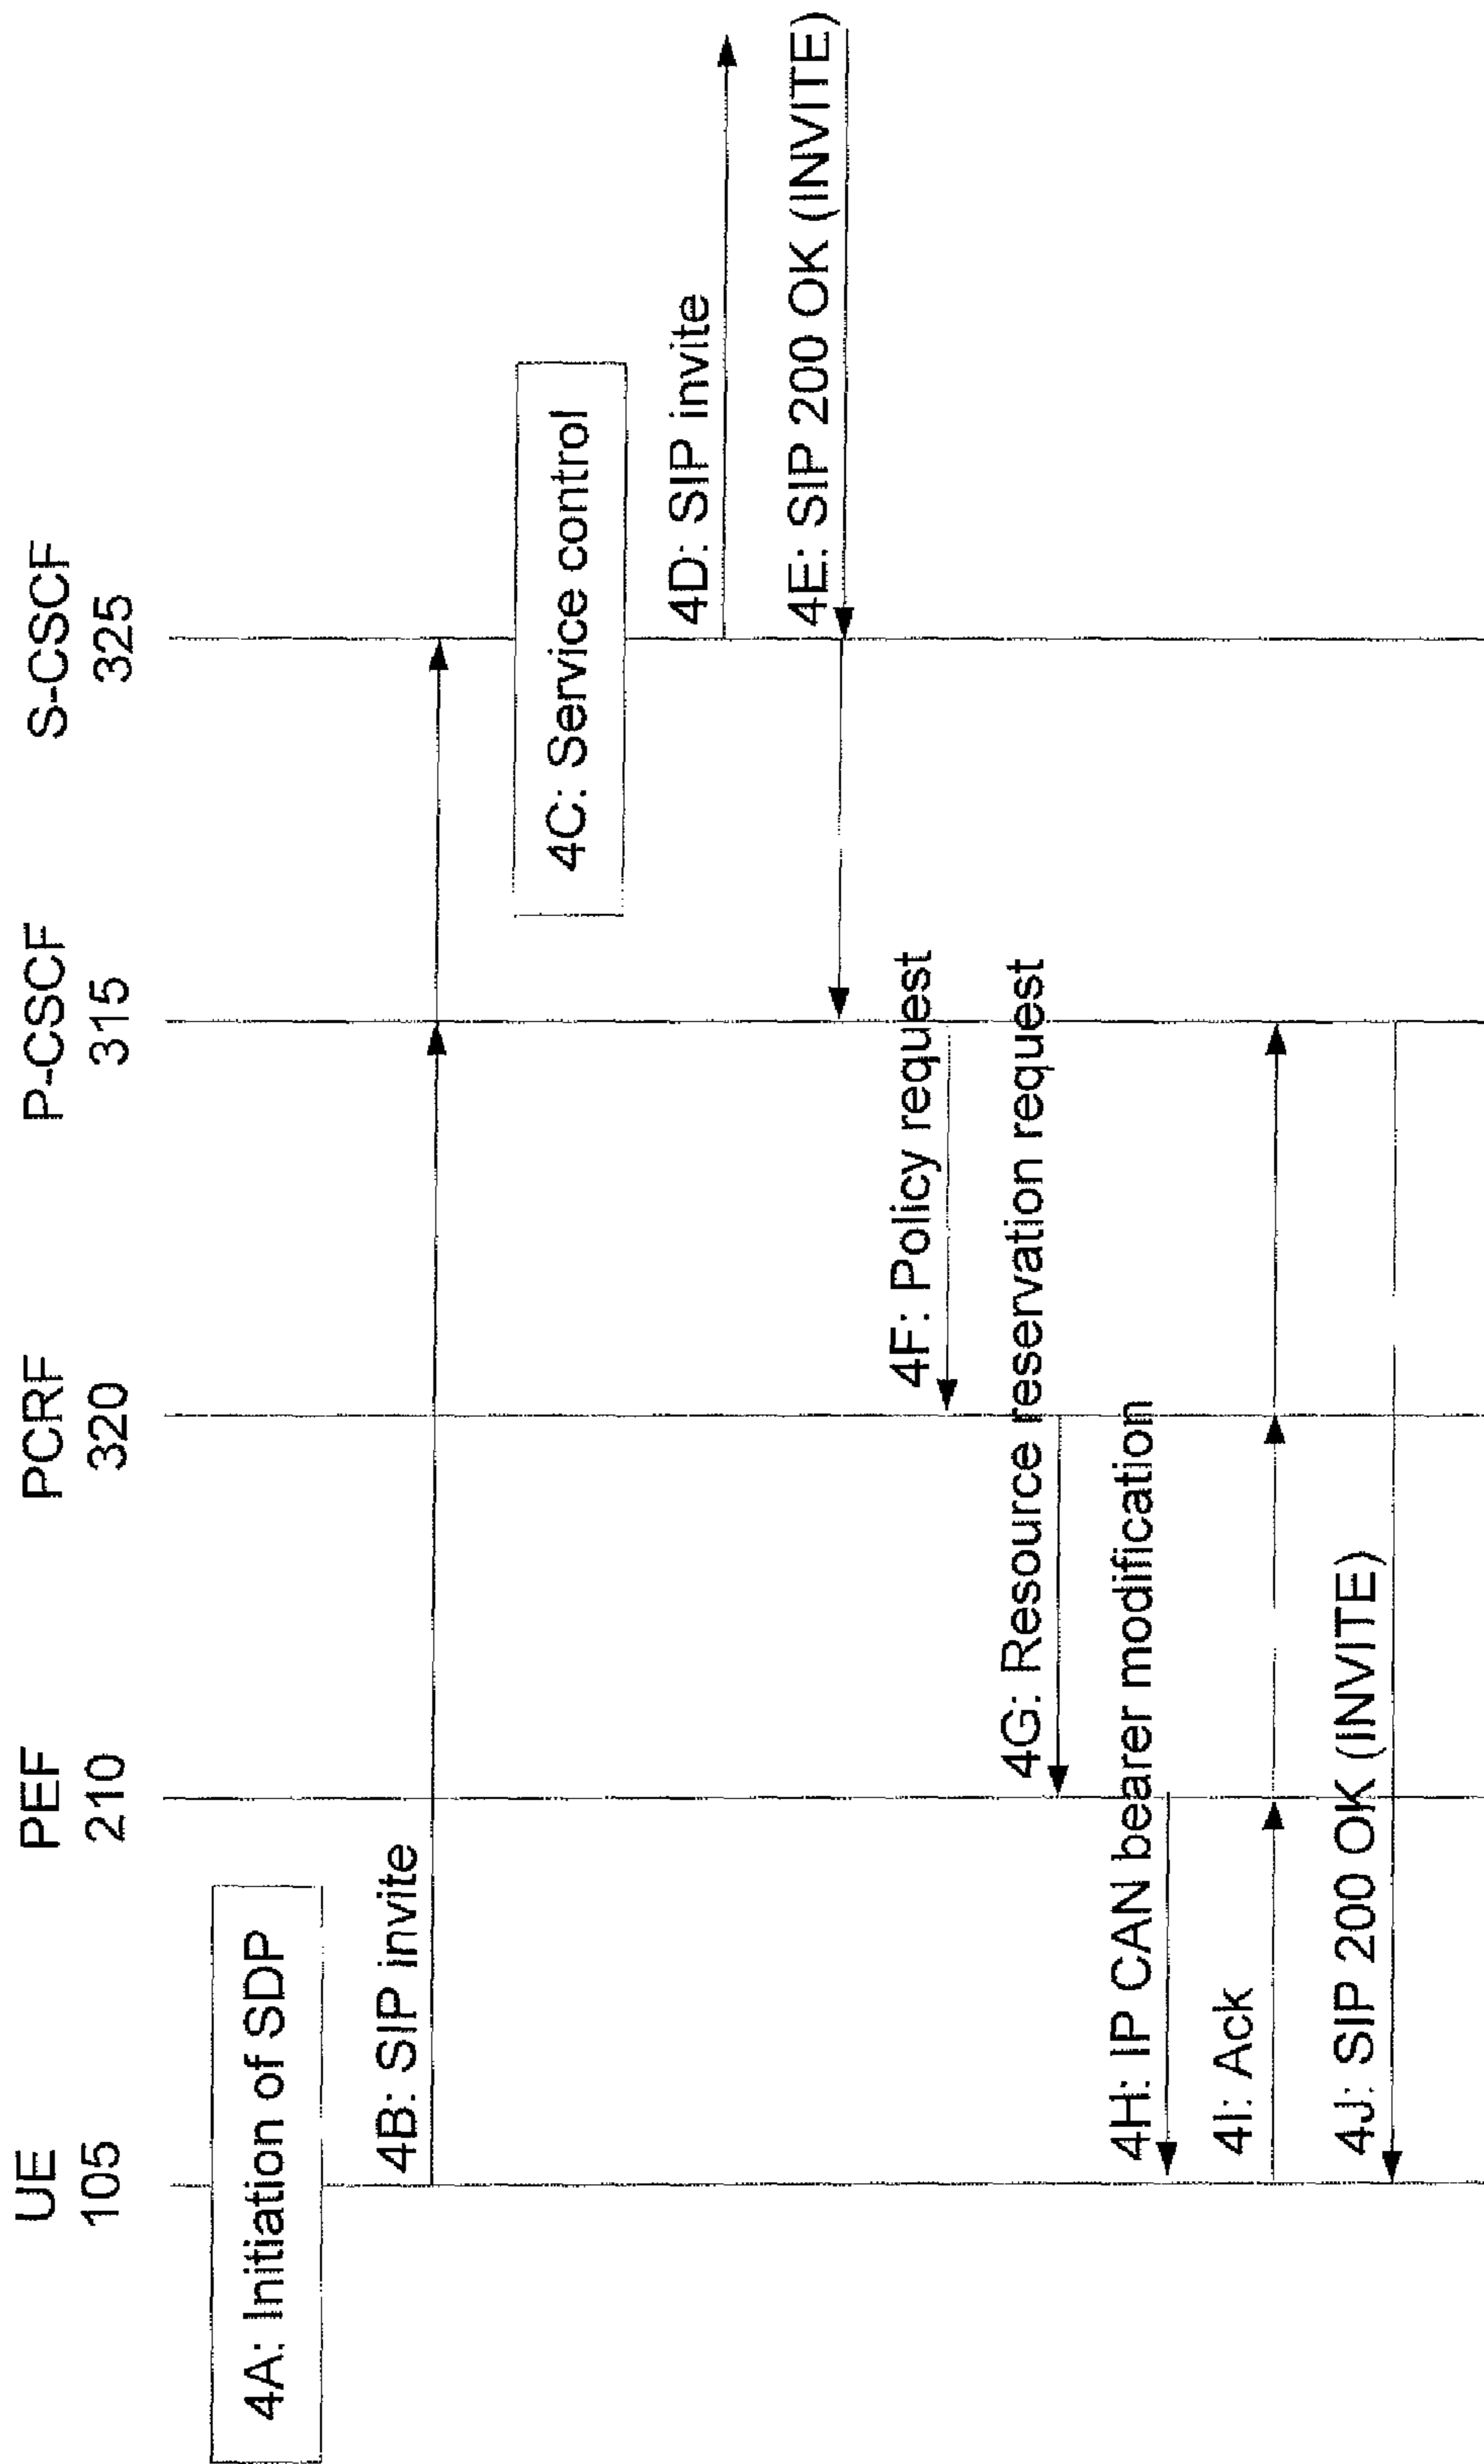 UE
105
PEF
210
PCRF
320
P-CSCF
315
S-CSCF
325
4A: Initiation of SDP
4B: SIP invite
4C: Service control
4D: SIP invite
4E: SIP 200 OK (INVITE)
4F: Policy request
4G: Resource reservation request
4H: IP CAN bearer modification
4I: Ack
4J: SIP 200 OK (INVITE)